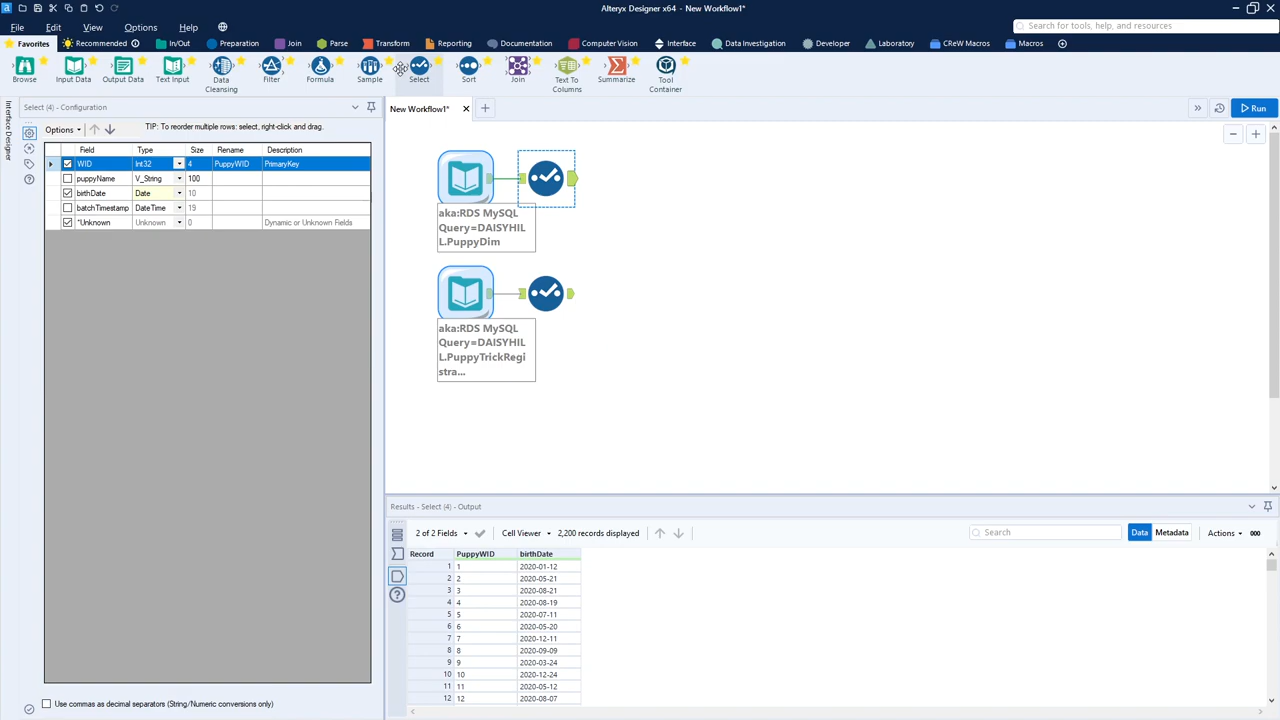 Alteryx Designer x64 - New Workflow1*
File Edit View Options Help
Search for tools, help, and resources
Favorites Recommended In/Out Preparation Join Parse Transform Reporting Documentation Computer Vision Interface Data Investigation Developer Laboratory CReW Macros Macros
Browse Input Data Output Data Text Input Data Cleansing Filter Formula Sample Select Sort Join Text To Columns Summarize Tool Container
Interface Designer
Select (4) - Configuration
Options TIP: To reorder multiple rows: select, right-click and drag.
Field Type Size Rename Description
WID Int32 4 PuppyWID PrimaryKey
puppyName V_String 100
birthDate Date 10
batchTimestamp DateTime 19
*Unknown Unknown 0 Dynamic or Unknown Fields
Use commas as decimal separators (String/Numeric conversions only)
New Workflow1*
Run
aka:RDS MySQL
Query=DAISYHIL
L.PuppyDim
aka:RDS MySQL
Query=DAISYHIL
L.PuppyTrickRegi
stra...
Results - Select (4) - Output
2 of 2 Fields Cell Viewer 2,200 records displayed Search Data Metadata Actions 000
Record PuppyWID birthDate
1 1 2020-01-12
2 2 2020-05-21
3 3 2020-08-21
4 4 2020-08-19
5 5 2020-07-11
6 6 2020-05-20
7 7 2020-12-11
8 8 2020-09-09
9 9 2020-03-24
10 10 2020-12-24
11 11 2020-05-12
12 12 2020-08-07